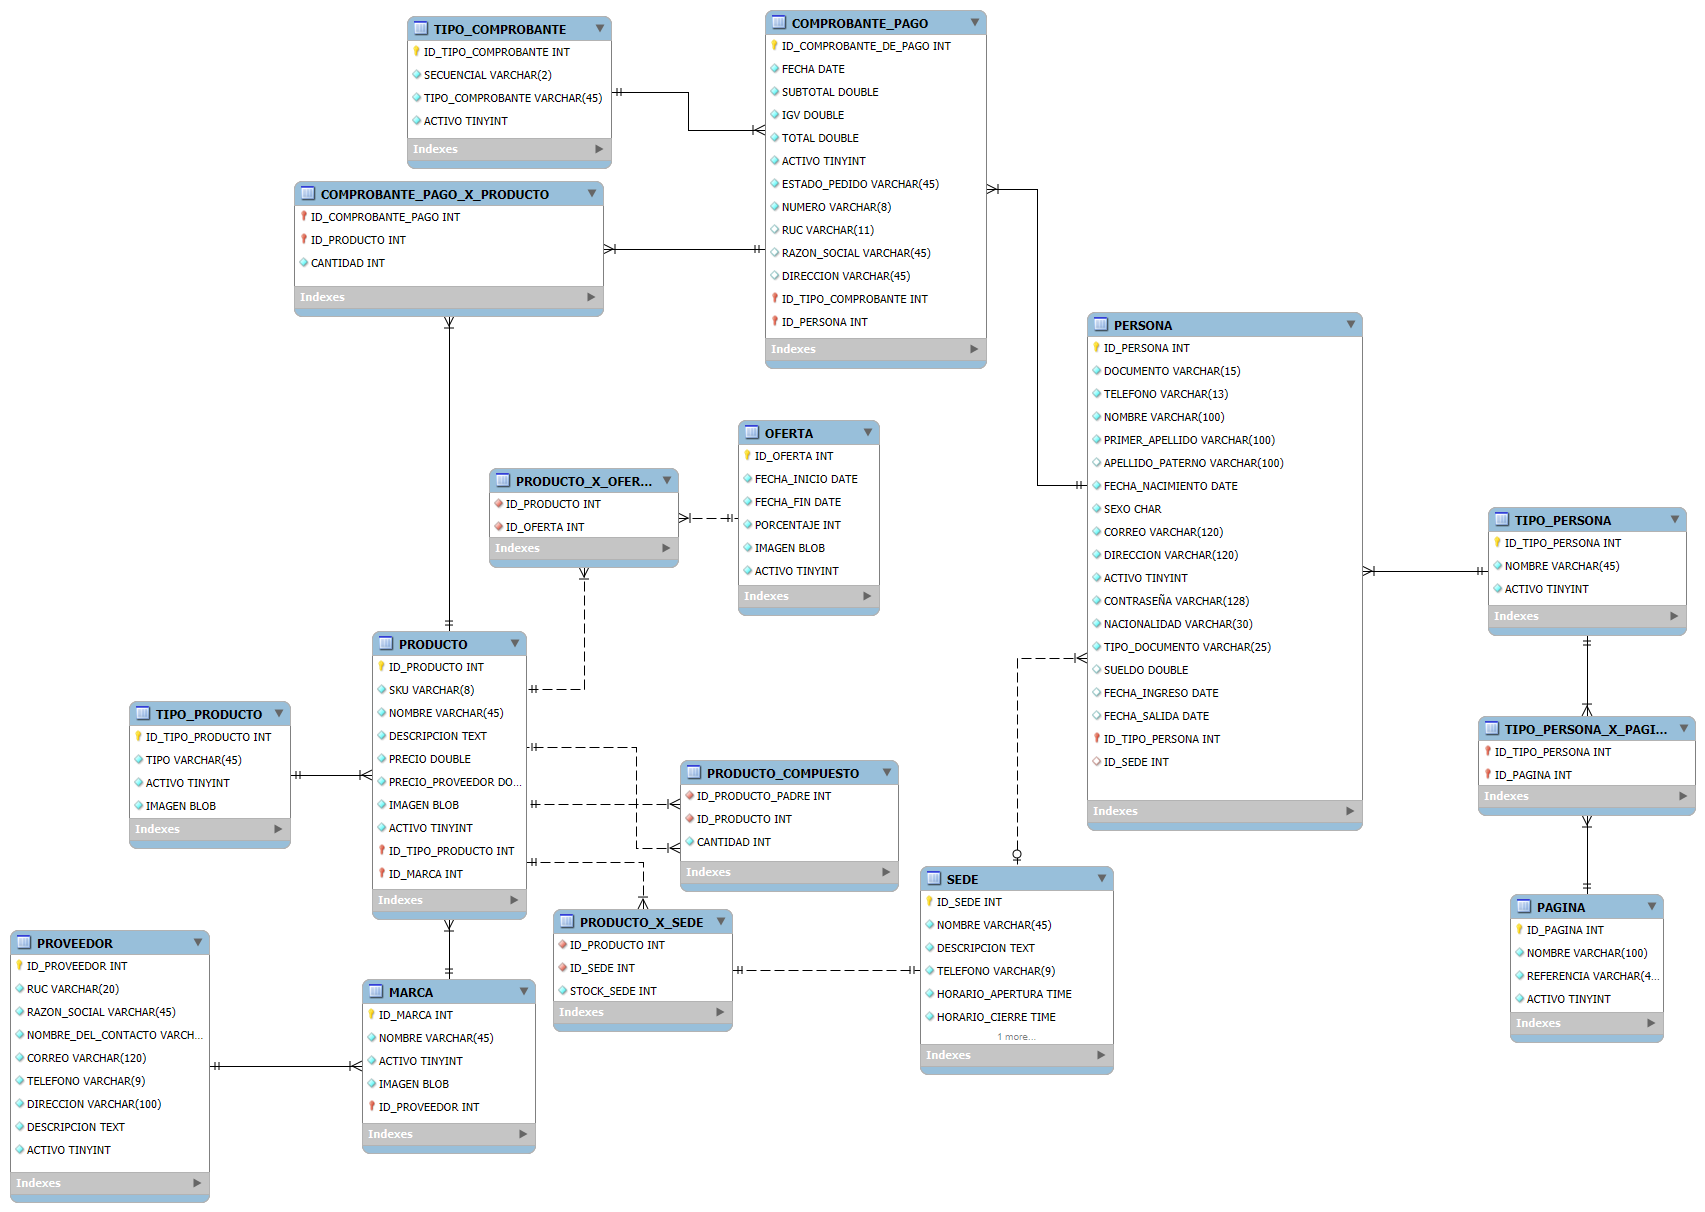 TIPO_COMPROBANTE
ID_TIPO_COMPROBANTE INT
SECUENCIAL VARCHAR(2)
TIPO_COMPROBANTE VARCHAR(45)
ACTIVO TINYINT
Indexes
COMPROBANTE_PAGO
ID_COMPROBANTE_DE_PAGO INT
FECHA DATE
SUBTOTAL DOUBLE
IGV DOUBLE
TOTAL DOUBLE
ACTIVO TINYINT
ESTADO_PEDIDO VARCHAR(45)
NUMERO VARCHAR(8)
RUC VARCHAR(11)
RAZON_SOCIAL VARCHAR(45)
DIRECCION VARCHAR(45)
ID_TIPO_COMPROBANTE INT
ID_PERSONA INT
Indexes
COMPROBANTE_PAGO_X_PRODUCTO
ID_COMPROBANTE_PAGO INT
ID_PRODUCTO INT
CANTIDAD INT
Indexes
PERSONA
ID_PERSONA INT
DOCUMENTO VARCHAR(15)
TELEFONO VARCHAR(13)
NOMBRE VARCHAR(100)
PRIMER_APELLIDO VARCHAR(100)
APELLIDO_PATERNO VARCHAR(100)
FECHA_NACIMIENTO DATE
SEXO CHAR
CORREO VARCHAR(120)
DIRECCION VARCHAR(120)
ACTIVO TINYINT
CONTRASEÑA VARCHAR(128)
NACIONALIDAD VARCHAR(30)
TIPO_DOCUMENTO VARCHAR(25)
SUELDO DOUBLE
FECHA_INGRESO DATE
FECHA_SALIDA DATE
ID_TIPO_PERSONA INT
ID_SEDE INT
Indexes
OFERTA
ID_OFERTA INT
FECHA_INICIO DATE
FECHA_FIN DATE
PORCENTAJE INT
IMAGEN BLOB
ACTIVO TINYINT
Indexes
PRODUCTO_X_OFER...
ID_PRODUCTO INT
ID_OFERTA INT
Indexes
TIPO_PERSONA
ID_TIPO_PERSONA INT
NOMBRE VARCHAR(45)
ACTIVO TINYINT
Indexes
PRODUCTO
ID_PRODUCTO INT
SKU VARCHAR(8)
NOMBRE VARCHAR(45)
DESCRIPCION TEXT
PRECIO DOUBLE
PRECIO_PROVEEDOR DO...
IMAGEN BLOB
ACTIVO TINYINT
ID_TIPO_PRODUCTO INT
ID_MARCA INT
Indexes
TIPO_PRODUCTO
ID_TIPO_PRODUCTO INT
TIPO VARCHAR(45)
ACTIVO TINYINT
IMAGEN BLOB
Indexes
TIPO_PERSONA_X_PAGI...
ID_TIPO_PERSONA INT
ID_PAGINA INT
Indexes
PRODUCTO_COMPUESTO
ID_PRODUCTO_PADRE INT
ID_PRODUCTO INT
CANTIDAD INT
Indexes
SEDE
ID_SEDE INT
NOMBRE VARCHAR(45)
DESCRIPCION TEXT
TELEFONO VARCHAR(9)
HORARIO_APERTURA TIME
HORARIO_CIERRE TIME
1 more...
Indexes
PAGINA
ID_PAGINA INT
NOMBRE VARCHAR(100)
REFERENCIA VARCHAR(4...
ACTIVO TINYINT
Indexes
PRODUCTO_X_SEDE
ID_PRODUCTO INT
ID_SEDE INT
STOCK_SEDE INT
Indexes
PROVEEDOR
ID_PROVEEDOR INT
RUC VARCHAR(20)
RAZON_SOCIAL VARCHAR(45)
NOMBRE_DEL_CONTACTO VARCH...
CORREO VARCHAR(120)
TELEFONO VARCHAR(9)
DIRECCION VARCHAR(100)
DESCRIPCION TEXT
ACTIVO TINYINT
Indexes
MARCA
ID_MARCA INT
NOMBRE VARCHAR(45)
ACTIVO TINYINT
IMAGEN BLOB
ID_PROVEEDOR INT
Indexes